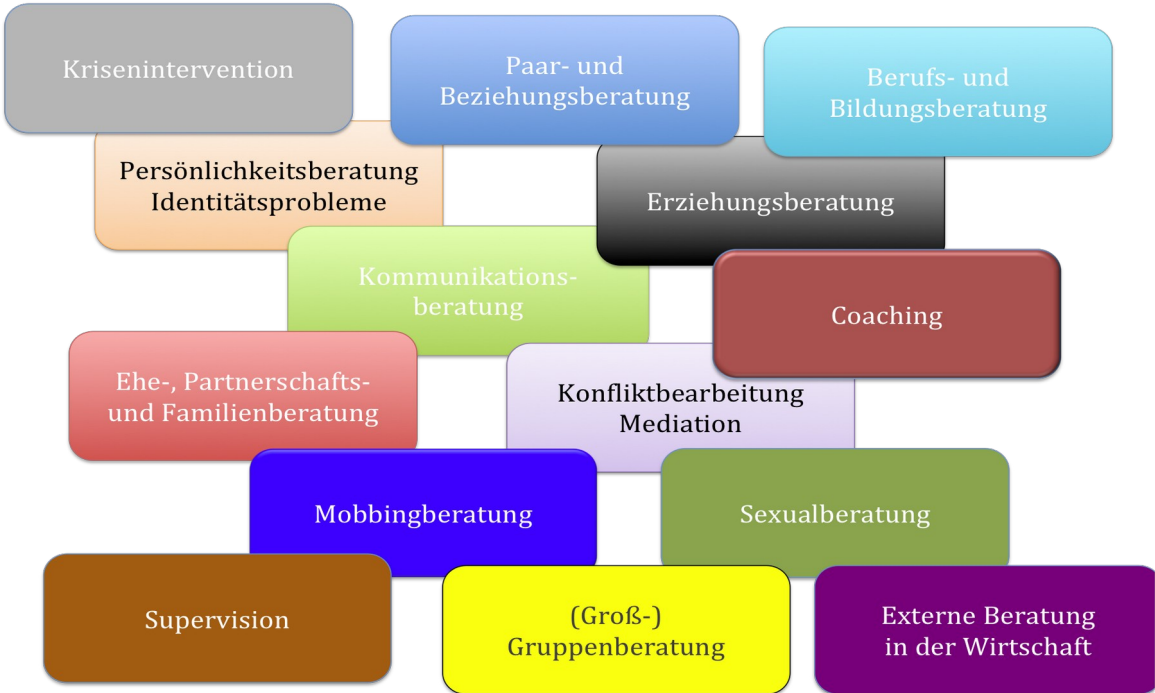 Krisenintervention
Paar- und
Beziehungsberatung
Berufs- und
Bildungsberatung
Persönlichkeitsberatung
Identitätsprobleme
Erziehungsberatung
Kommunikations-
beratung
Coaching
Ehe-, Partnerschafts-
und Familienberatung
Konfliktbearbeitung
Mediation
Mobbingberatung
Sexualberatung
Supervision
(Groß-)
Gruppenberatung
Externe Beratung
in der Wirtschaft